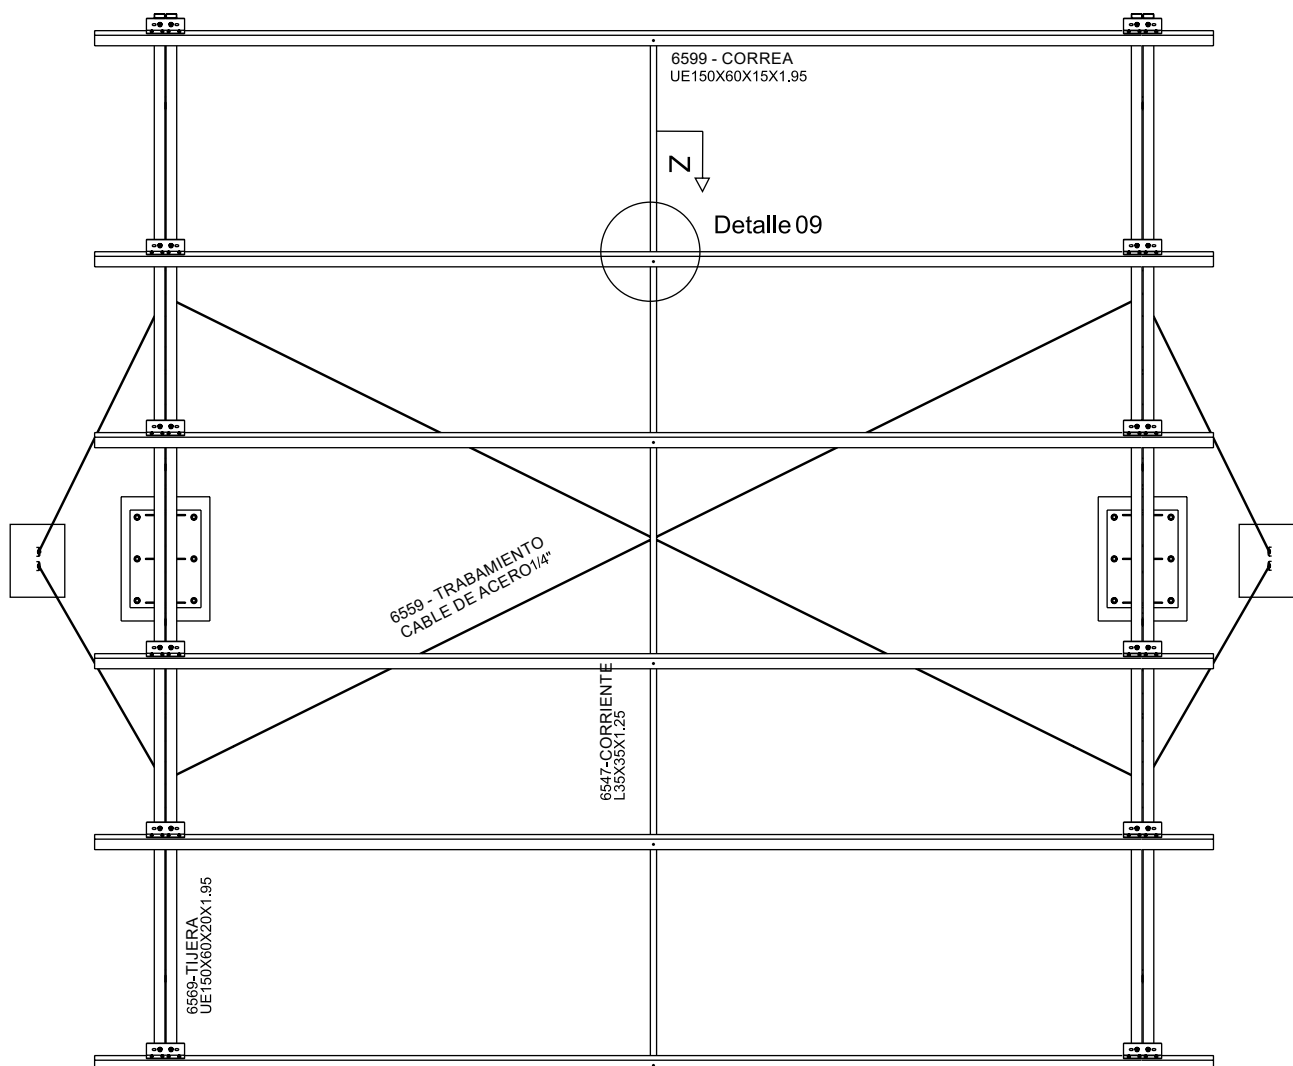 6599 - CORREA
UE150X60X15X1.95
Z
Detalle 09
6559 - TRABAMIENTO
CABLE DE ACERO1/4"
6547-CORRIENTE
L35X35X1.25
6569-TIJERA
UE150X60X20X1.95